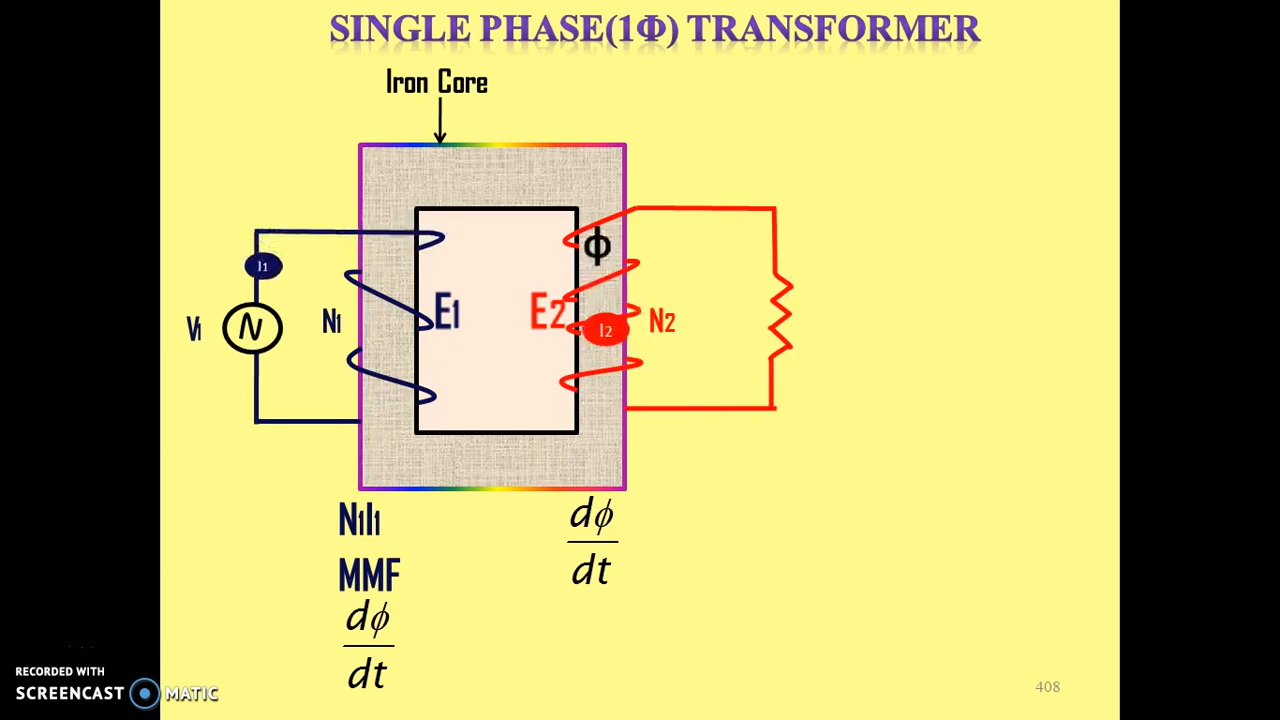 SINGLE PHASE(1Φ) TRANSFORMER
Iron Core
I1
V1
N
N1
E1
E2
ϕ
I2
N2
N1I1
MMF
dϕ
dt
dϕ
dt
RECORDED WITH
SCREENCAST MATIC
408